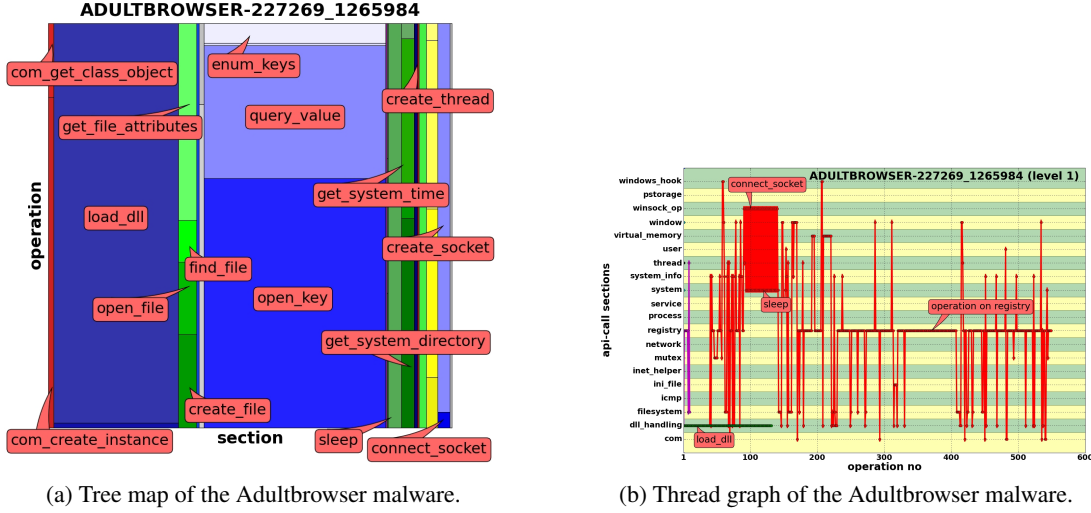 ADULTBROWSER-227269_1265984
com_get_class_object
enum_keys
create_thread
get_file_attributes
query_value
get_system_time
load_dll
create_socket
find_file
open_file
open_key
get_system_directory
create_file
com_create_instance
sleep
connect_socket
operation
section
(a) Tree map of the Adultbrowser malware.
ADULTBROWSER-227269_1265984 (level 1)
windows_hook
pstorage
winsock_op
window
virtual_memory
user
thread
system_info
system
service
process
registry
network
mutex
inet_helper
ini_file
icmp
filesystem
dll_handling
com
connect_socket
sleep
operation on registry
load_dll
api-call sections
1 100 200 300 400 500 600
operation no
(b) Thread graph of the Adultbrowser malware.